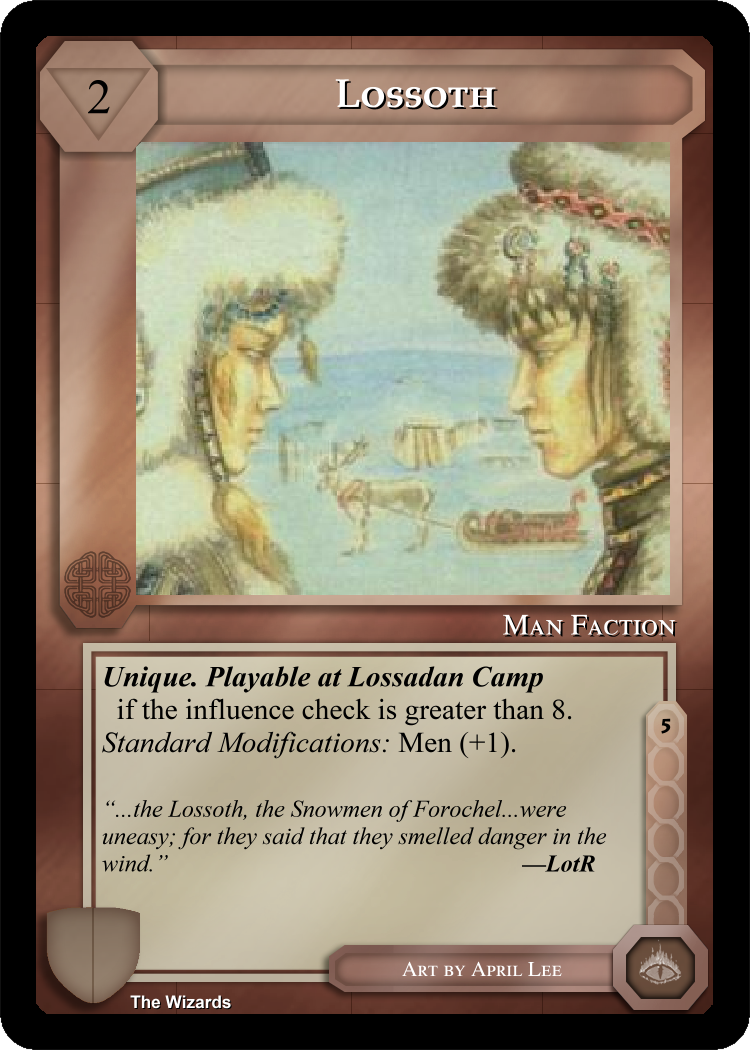 2
Lossoth
Man Faction
Unique. Playable at Lossadan Camp
if the influence check is greater than 8.
Standard Modifications: Men (+1).
5
“...the Lossoth, the Snowmen of Forochel...were
uneasy; for they said that they smelled danger in the
wind.” —LotR
Art by April Lee
The Wizards